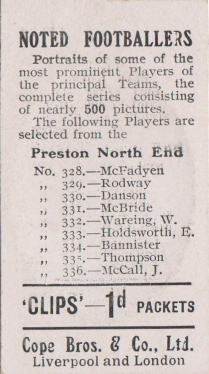 NOTED FOOTBALLERS
Portraits of some of the
most prominent Players of
the principal Teams, the
complete series consisting
of nearly 500 pictures.
The following Players are
selected from the
Preston North End
No. 328.—McFadyen
„ 329.—Rodway
„ 330.—Danson
„ 331.—McBride
„ 332.—Wareing, W.
„ 333.—Holdsworth, E.
„ 334.—Bannister
„ 335.—Thompson
„ 336.—McCall, J.
'CLIPS'—1d PACKETS
Cope Bros. & Co., Ltd.
Liverpool and London